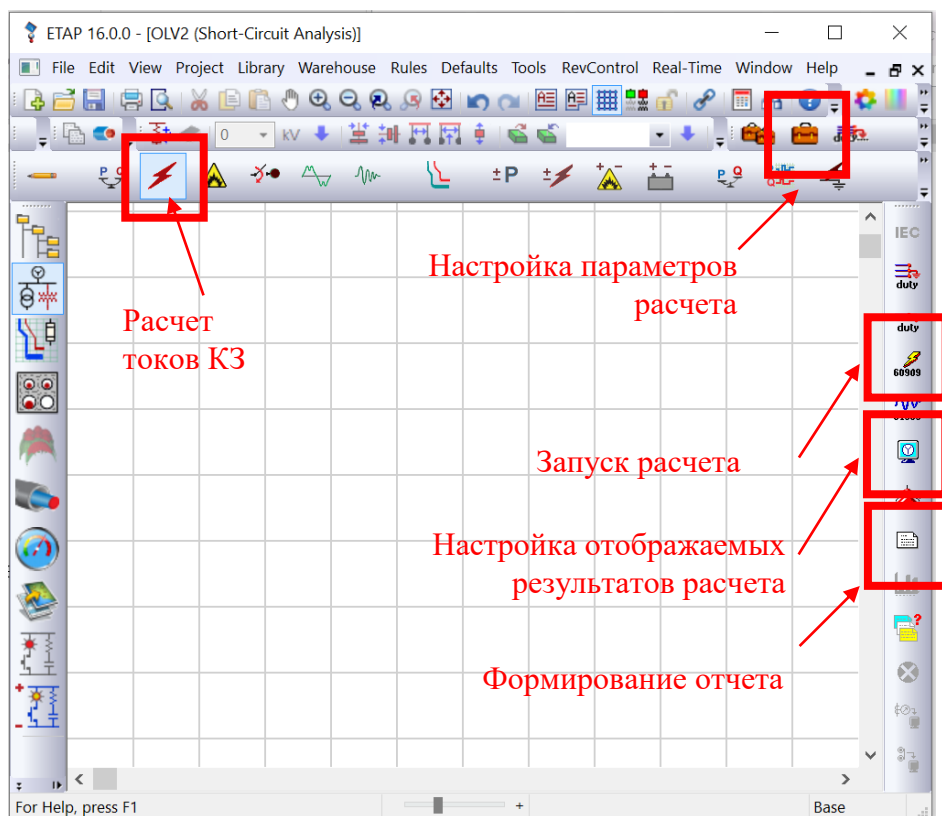 ETAP 16.0.0 - [OLV2 (Short-Circuit Analysis)]
File Edit View Project Library Warehouse Rules Defaults Tools RevControl Real-Time Window Help
0 kV
P Q ±P P Q
IEC
duty
Настройка параметров
расчета
Расчет
токов КЗ
duty
60909
Запуск расчета
Настройка отображаемых
результатов расчета
Формирование отчета
For Help, press F1
Base